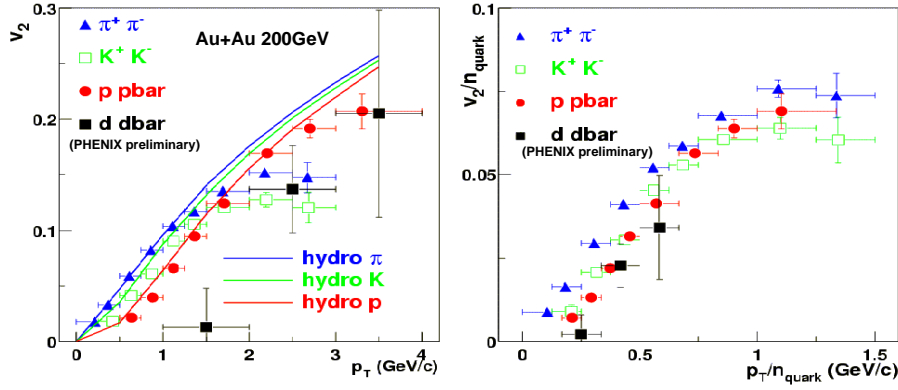 v2
0.3
0.2
0.1
0
π+ π-
K+ K-
p pbar
d dbar
(PHENIX preliminary)
Au+Au 200GeV
hydro π
hydro K
hydro p
0 1 2 3 4
pT (GeV/c)
v2/nquark
0.1
0.05
0
π+ π-
K+ K-
p pbar
d dbar
(PHENIX preliminary)
0 0.5 1 1.5
pT/nquark (GeV/c)